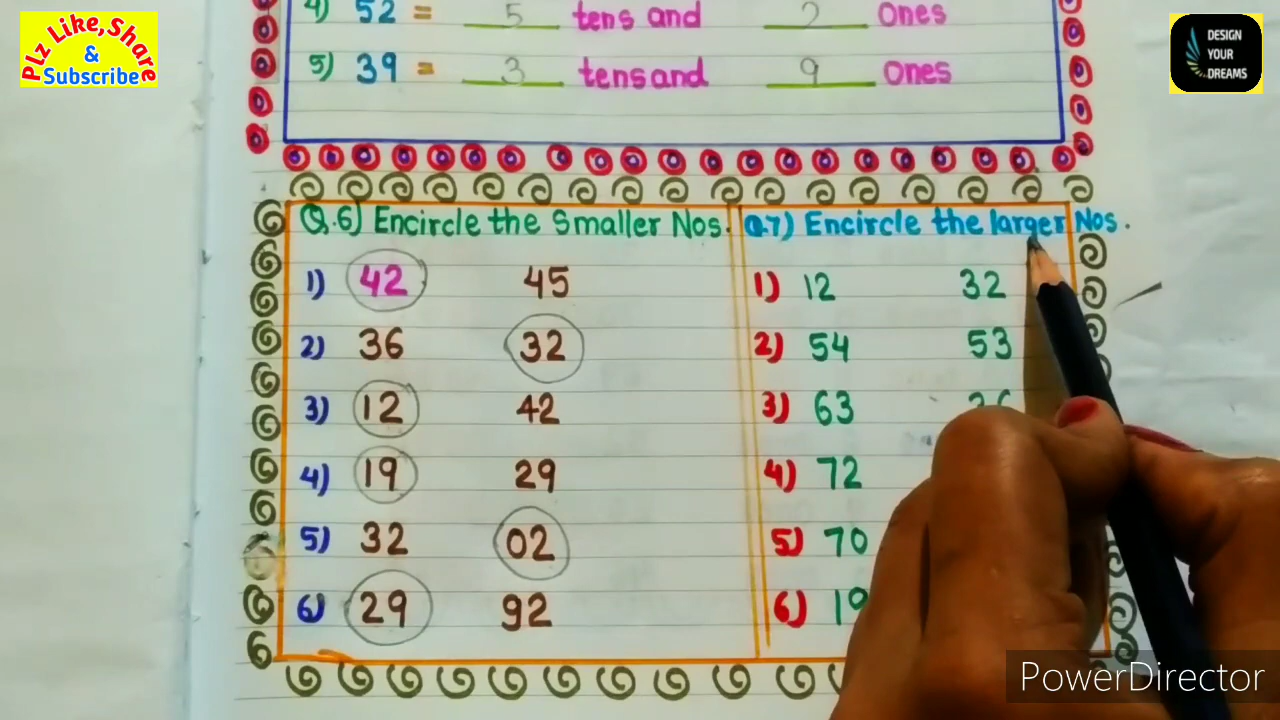 Plz Like, Share
&
Subscribe
DESIGN
YOUR
DREAMS
4) 52 = 5 tens and 2 Ones
5) 39 = 3 tens and 9 Ones
Q.6) Encircle the Smaller Nos.
1) 42 45
2) 36 32
3) 12 42
4) 19 29
5) 32 02
6) 29 92
Q.7) Encircle the larger Nos.
1) 12 32
2) 54 53
3) 63
4) 72
5) 70
6) 19
PowerDirector